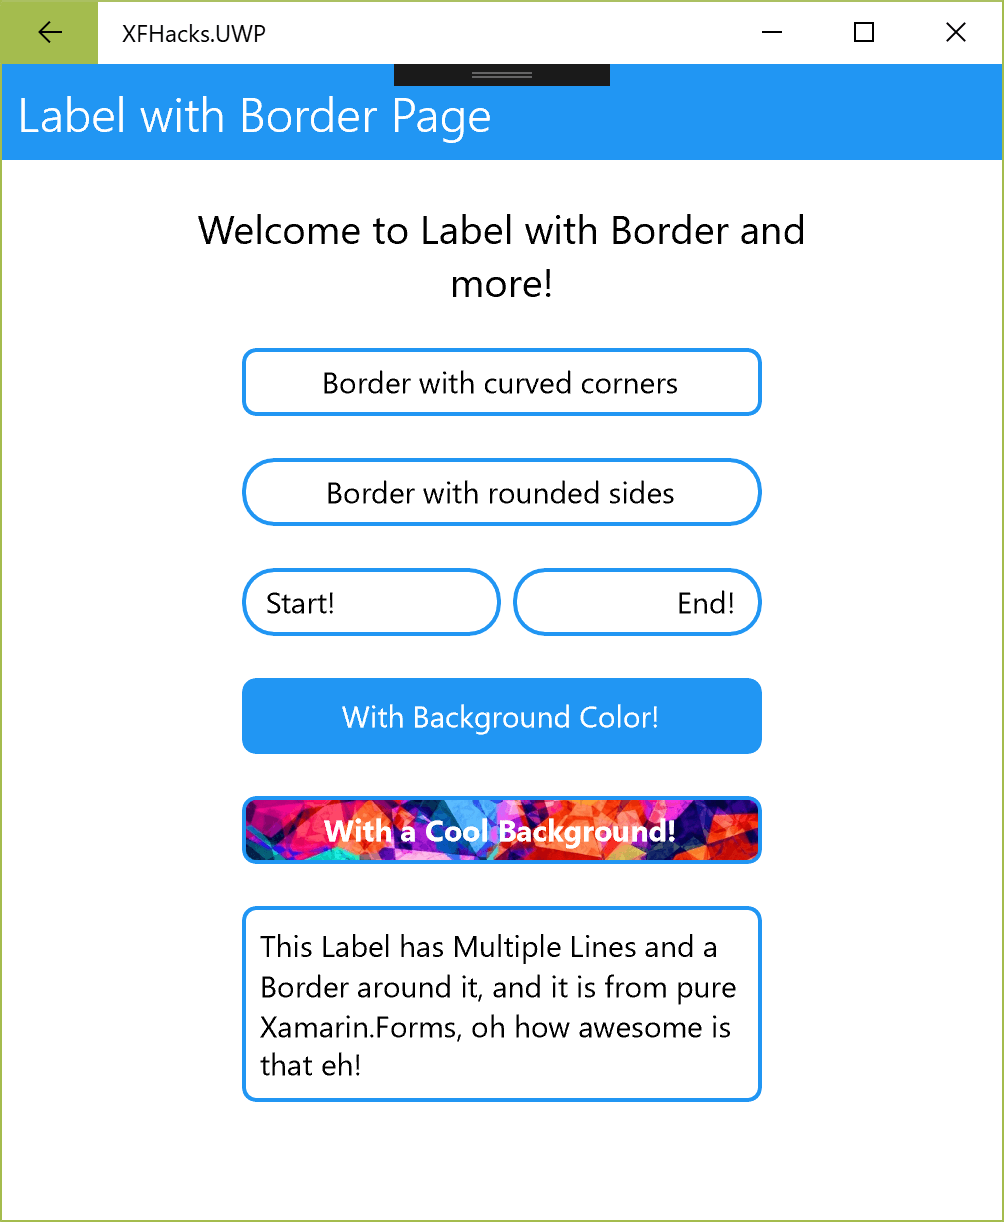 XFHacks.UWP
Label with Border Page
Welcome to Label with Border and
more!
Border with curved corners
Border with rounded sides
Start!
End!
With Background Color!
With a Cool Background!
This Label has Multiple Lines and a
Border around it, and it is from pure
Xamarin.Forms, oh how awesome is
that eh!